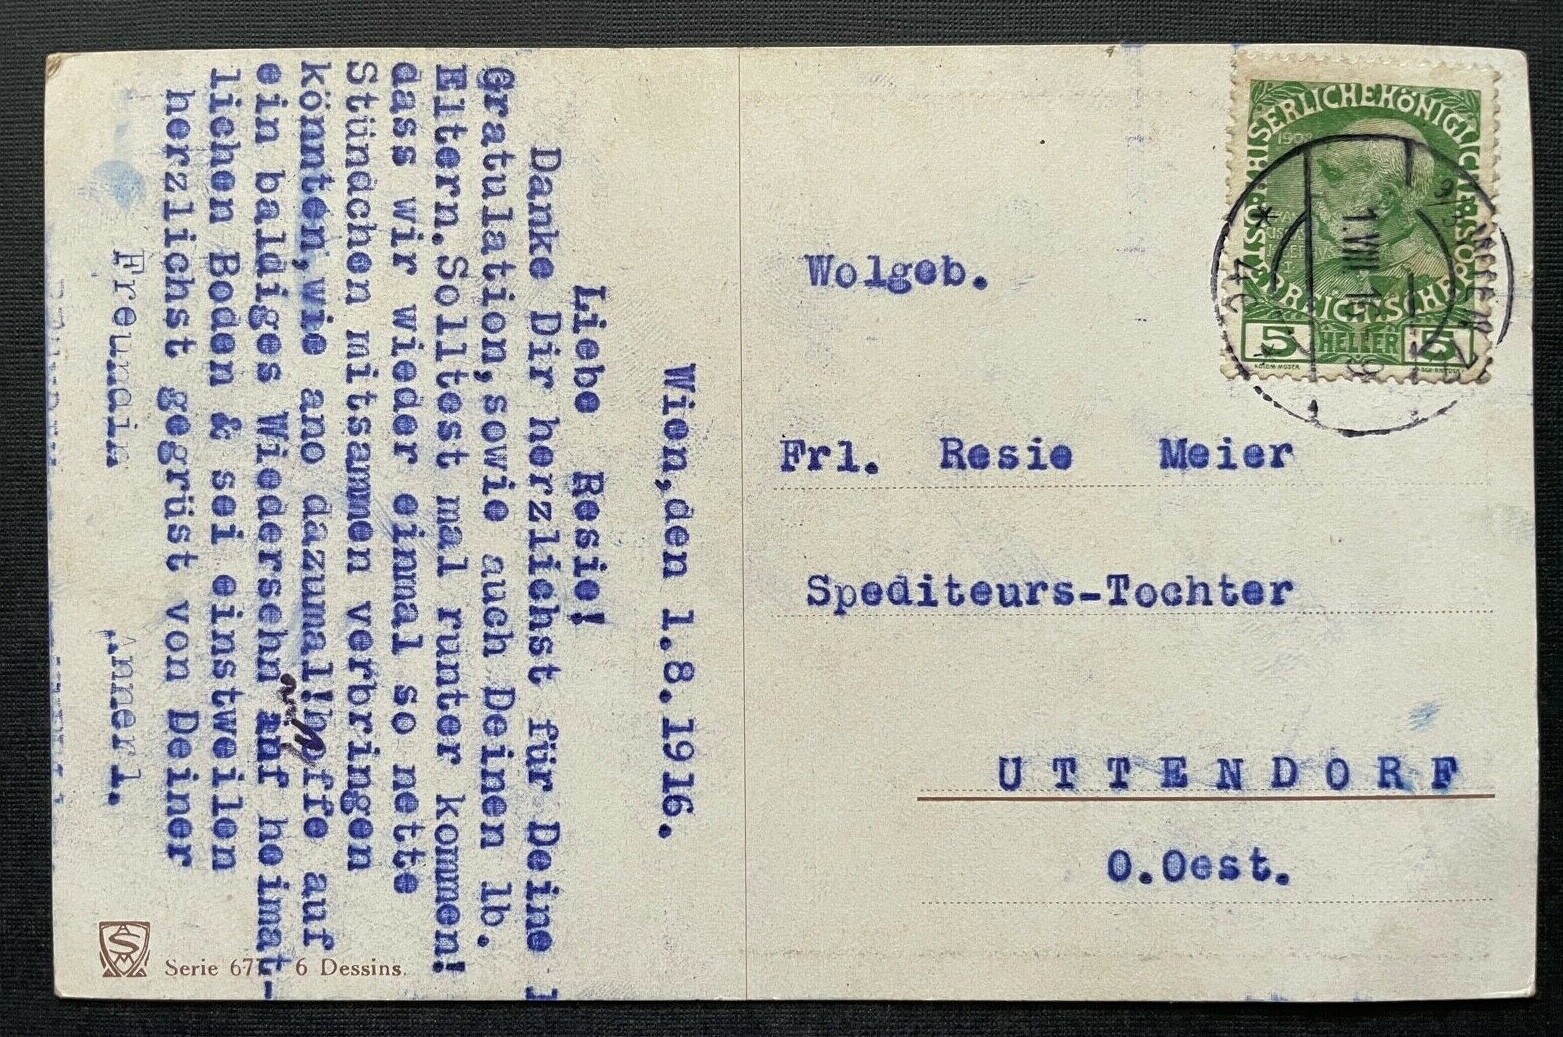 Wien,den 1.8.1916.
Liebe Resie!
Danke Dir herzlichst für Deine l
Gratulation,sowie auch Deinen lb.
Eltern.Solltest mal runter kommen!
dass wir wieder einmal so nette
Stündchen mitsammen verbringen
könnten,wie ano dazumal!hoffe auf
ein baldiges Wiedersehn auf heimat-
lichen Boden & sei einstweilen
herzlichst gegrüst von Deiner
Freundin Annerl.
Serie 67 6 Dessins.
Wolgeb.
Frl. Resie Meier
Spediteurs-Tochter
UTTENDORF
O.Oest.
KAISERLICHEKÖNIGLICHE
ÖSTERREICHISCHE POST
5 HELLER 5
WIEN